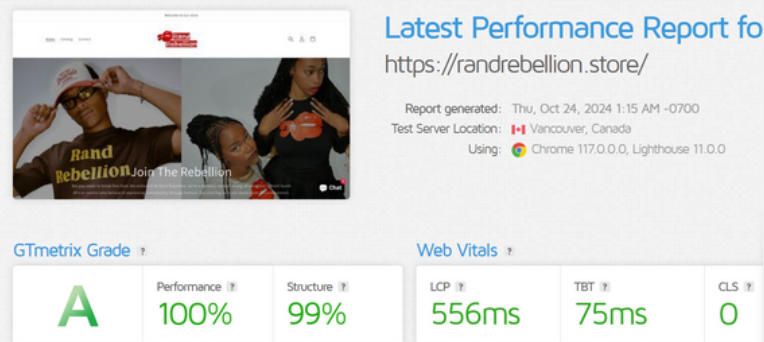 Welcome to our store
Home Catalog Contact
Rand
Rebellion
Rand
Rebellion
Join The Rebellion
Chat
Latest Performance Report fo
https://randrebellion.store/
Report generated: Thu, Oct 24, 2024 1:15 AM -0700
Test Server Location: Vancouver, Canada
Using: Chrome 117.0.0.0, Lighthouse 11.0.0
GTmetrix Grade ?
Web Vitals ?
A
Performance ?
100%
Structure ?
99%
LCP ?
556ms
TBT ?
75ms
CLS ?
0